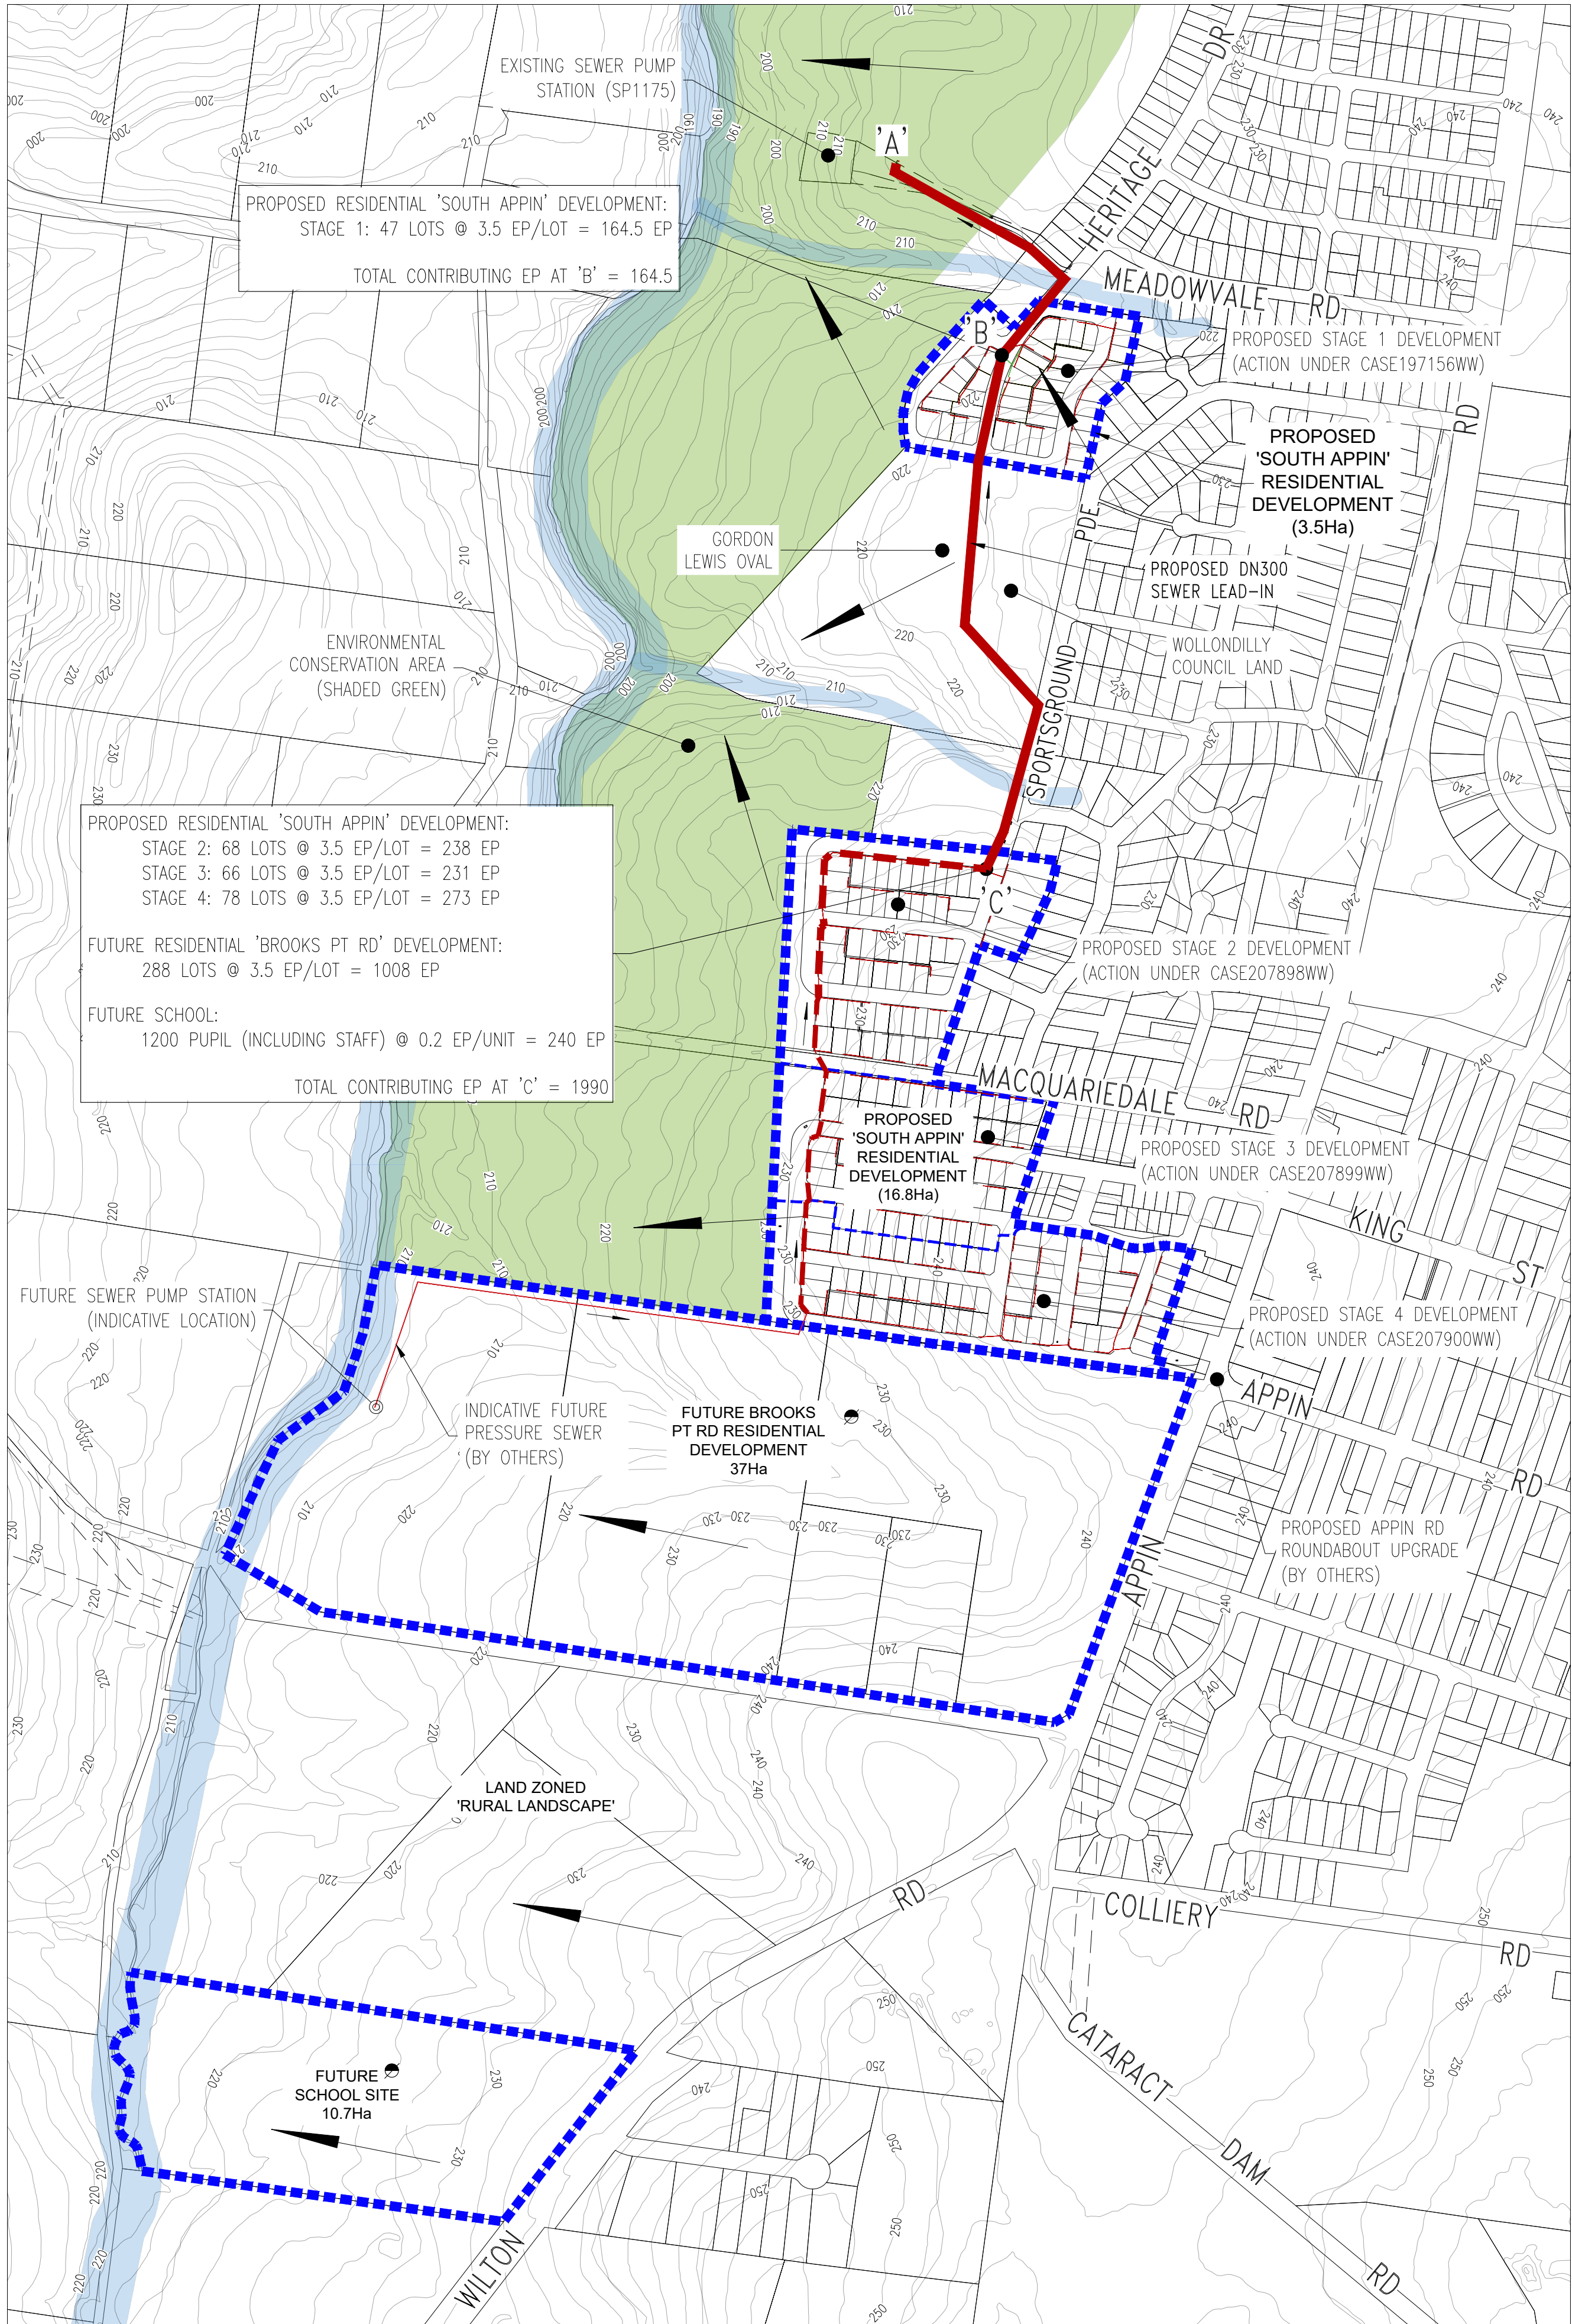 EXISTING SEWER PUMP
STATION (SP1175)
'A'
HERITAGE DR
PROPOSED RESIDENTIAL 'SOUTH APPIN' DEVELOPMENT:
STAGE 1: 47 LOTS @ 3.5 EP/LOT = 164.5 EP
TOTAL CONTRIBUTING EP AT 'B' = 164.5
MEADOWVALE RD
'B'
PROPOSED STAGE 1 DEVELOPMENT
(ACTION UNDER CASE197156WW)
RD
PROPOSED
'SOUTH APPIN'
RESIDENTIAL
DEVELOPMENT
(3.5Ha)
GORDON
LEWIS OVAL
PROPOSED DN300
SEWER LEAD-IN
SPORTSGROUND PDE
WOLLONDILLY
COUNCIL LAND
ENVIRONMENTAL
CONSERVATION AREA
(SHADED GREEN)
PROPOSED RESIDENTIAL 'SOUTH APPIN' DEVELOPMENT:
STAGE 2: 68 LOTS @ 3.5 EP/LOT = 238 EP
STAGE 3: 66 LOTS @ 3.5 EP/LOT = 231 EP
STAGE 4: 78 LOTS @ 3.5 EP/LOT = 273 EP
FUTURE RESIDENTIAL 'BROOKS PT RD' DEVELOPMENT:
288 LOTS @ 3.5 EP/LOT = 1008 EP
FUTURE SCHOOL:
1200 PUPIL (INCLUDING STAFF) @ 0.2 EP/UNIT = 240 EP
TOTAL CONTRIBUTING EP AT 'C' = 1990
'C'
PROPOSED STAGE 2 DEVELOPMENT
(ACTION UNDER CASE207898WW)
MACQUARIEDALE RD
PROPOSED
'SOUTH APPIN'
RESIDENTIAL
DEVELOPMENT
(16.8Ha)
PROPOSED STAGE 3 DEVELOPMENT
(ACTION UNDER CASE207899WW)
KING ST
FUTURE SEWER PUMP STATION
(INDICATIVE LOCATION)
PROPOSED STAGE 4 DEVELOPMENT
(ACTION UNDER CASE207900WW)
APPIN RD
INDICATIVE FUTURE
PRESSURE SEWER
(BY OTHERS)
FUTURE BROOKS
PT RD RESIDENTIAL
DEVELOPMENT
37Ha
PROPOSED APPIN RD
ROUNDABOUT UPGRADE
(BY OTHERS)
APPIN
LAND ZONED
'RURAL LANDSCAPE'
COLLIERY RD
WILTON RD
CATARACT DAM RD
FUTURE
SCHOOL SITE
10.7Ha